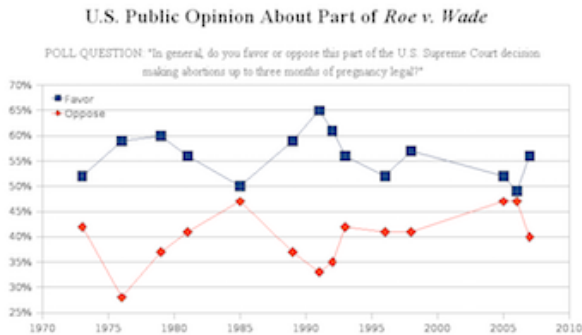 U.S. Public Opinion About Part of Roe v. Wade
POLL QUESTION: "In general, do you favor or oppose this part of the U.S. Supreme Court decision
making abortions up to three months of pregnancy legal?"
70%
65%
60%
55%
50%
45%
40%
35%
30%
25%
Favor
Oppose
1970 1975 1980 1985 1990 1995 2000 2005 2010